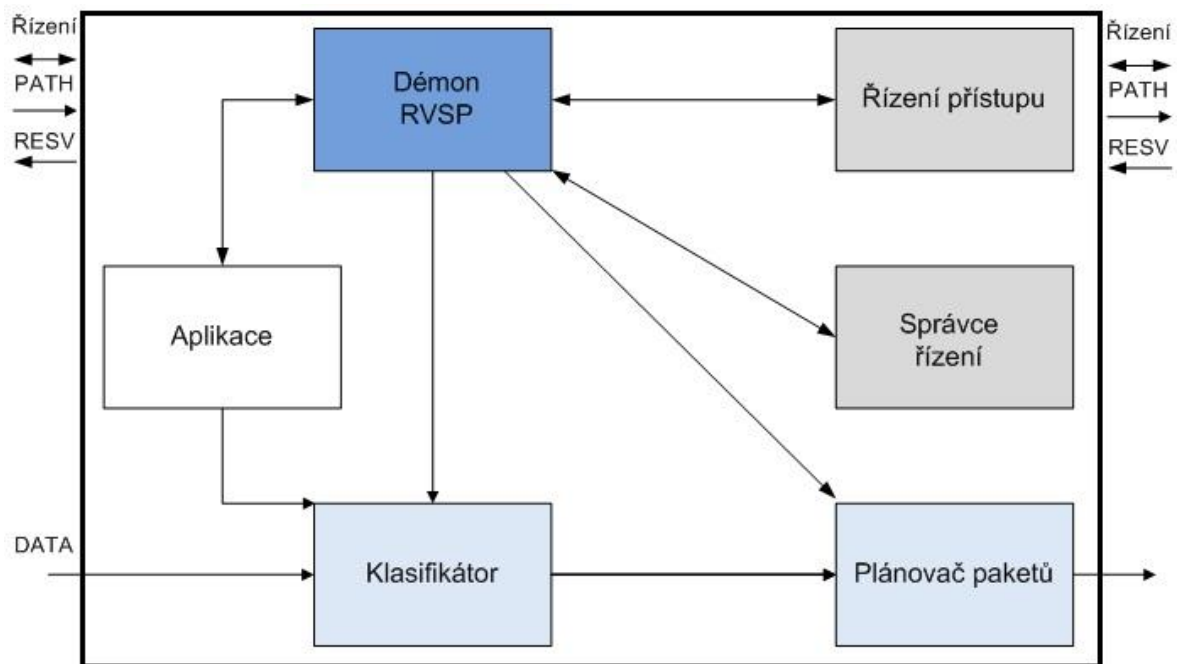 Řízení
PATH
RESV
Démon
RVSP
Řízení přístupu
Řízení
PATH
RESV
Aplikace
Správce
řízení
DATA
Klasifikátor
Plánovač paketů